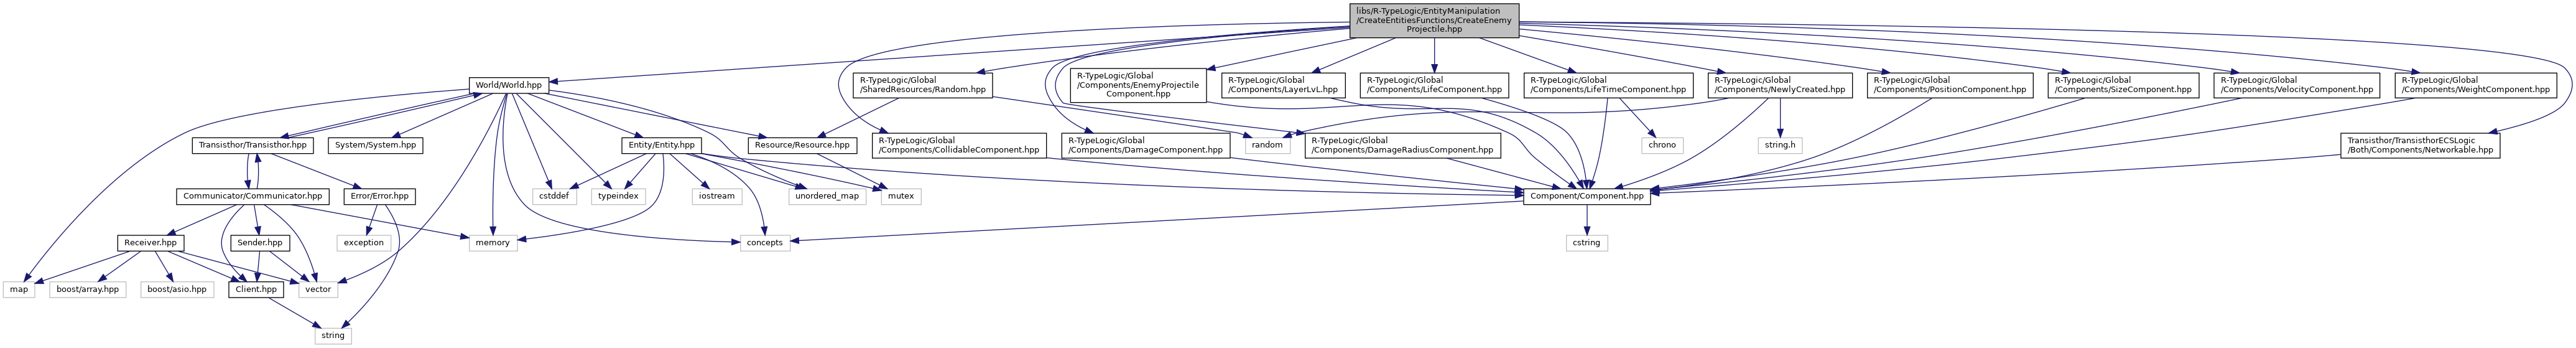 libs/R-TypeLogic/EntityManipulation
/CreateEntitiesFunctions/CreateEnemy
Projectile.hpp
World/World.hpp
R-TypeLogic/Global
/SharedResources/Random.hpp
R-TypeLogic/Global
/Components/EnemyProjectile
Component.hpp
R-TypeLogic/Global
/Components/LayerLvL.hpp
R-TypeLogic/Global
/Components/LifeComponent.hpp
R-TypeLogic/Global
/Components/LifeTimeComponent.hpp
R-TypeLogic/Global
/Components/NewlyCreated.hpp
R-TypeLogic/Global
/Components/PositionComponent.hpp
R-TypeLogic/Global
/Components/SizeComponent.hpp
R-TypeLogic/Global
/Components/VelocityComponent.hpp
R-TypeLogic/Global
/Components/WeightComponent.hpp
Transisthor/Transisthor.hpp
System/System.hpp
Entity/Entity.hpp
Resource/Resource.hpp
R-TypeLogic/Global
/Components/CollidableComponent.hpp
R-TypeLogic/Global
/Components/DamageComponent.hpp
random
R-TypeLogic/Global
/Components/DamageRadiusComponent.hpp
chrono
string.h
Transisthor/TransisthorECSLogic
/Both/Components/Networkable.hpp
Communicator/Communicator.hpp
Error/Error.hpp
cstddef
typeindex
iostream
unordered_map
mutex
Component/Component.hpp
Receiver.hpp
Sender.hpp
exception
memory
concepts
cstring
map
boost/array.hpp
boost/asio.hpp
Client.hpp
vector
string